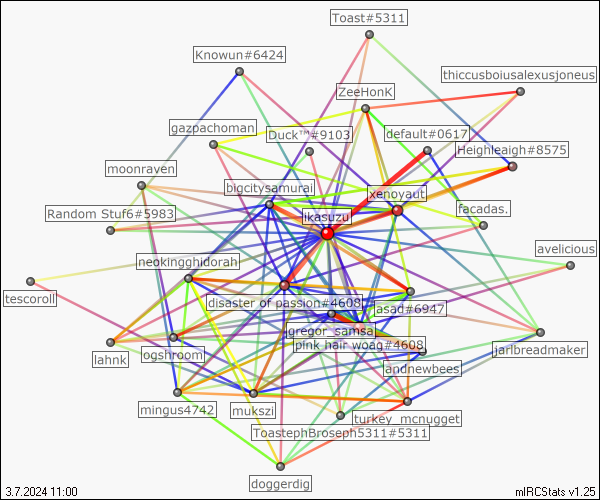 Toast#5311
Knowun#6424
thiccusboiusalexusjoneus
ZeeHonK
gazpachoman
Duck™#9103
default#0617
Heighleaigh#8575
moonraven
bigcitysamurai
xenoyaut
Random Stuf6#5983
ikasuzu
facadas.
avelicious
neokingghidorah
tescoroll
disaster of passion#4608
asad#6947
gregor_samsa
pink hair woag#4608
lahnk
ogshroom
andnewbees
jarlbreadmaker
mingus4742
mukszi
turkey_mcnugget
ToastephBroseph5311#5311
doggerdig
3.7.2024 11:00
mIRCStats v1.25